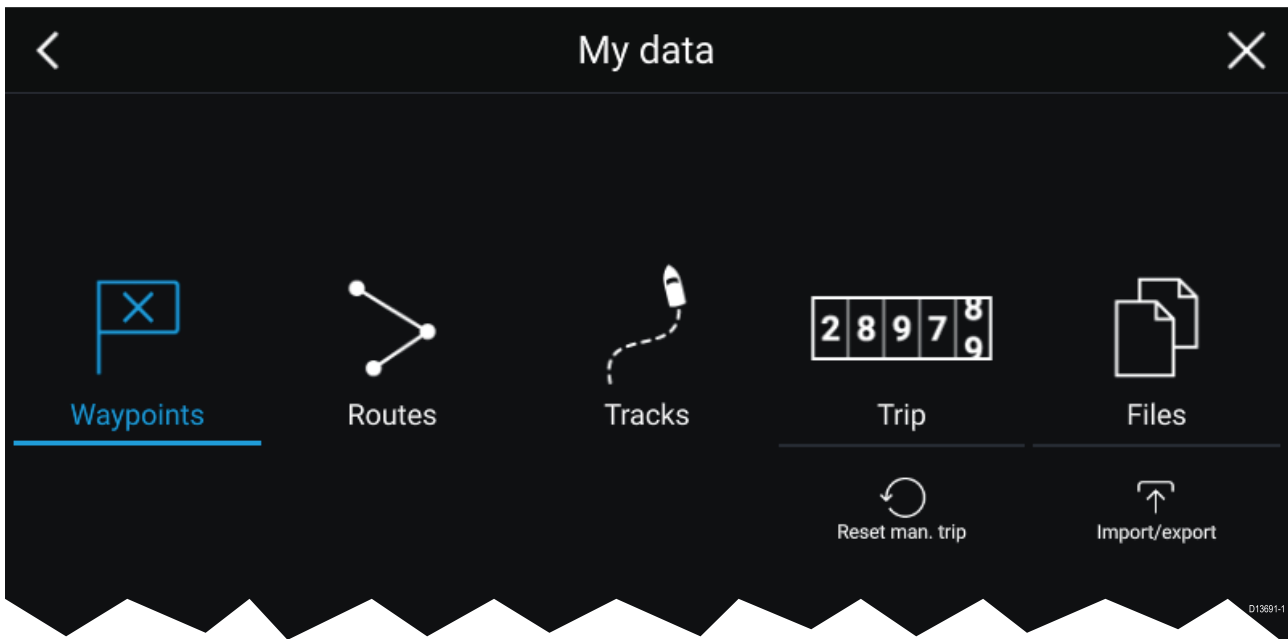 My data
2 8 9 7 8
9
Waypoints
Routes
Tracks
Trip
Files
Reset man. trip
Import/export
D13691-1